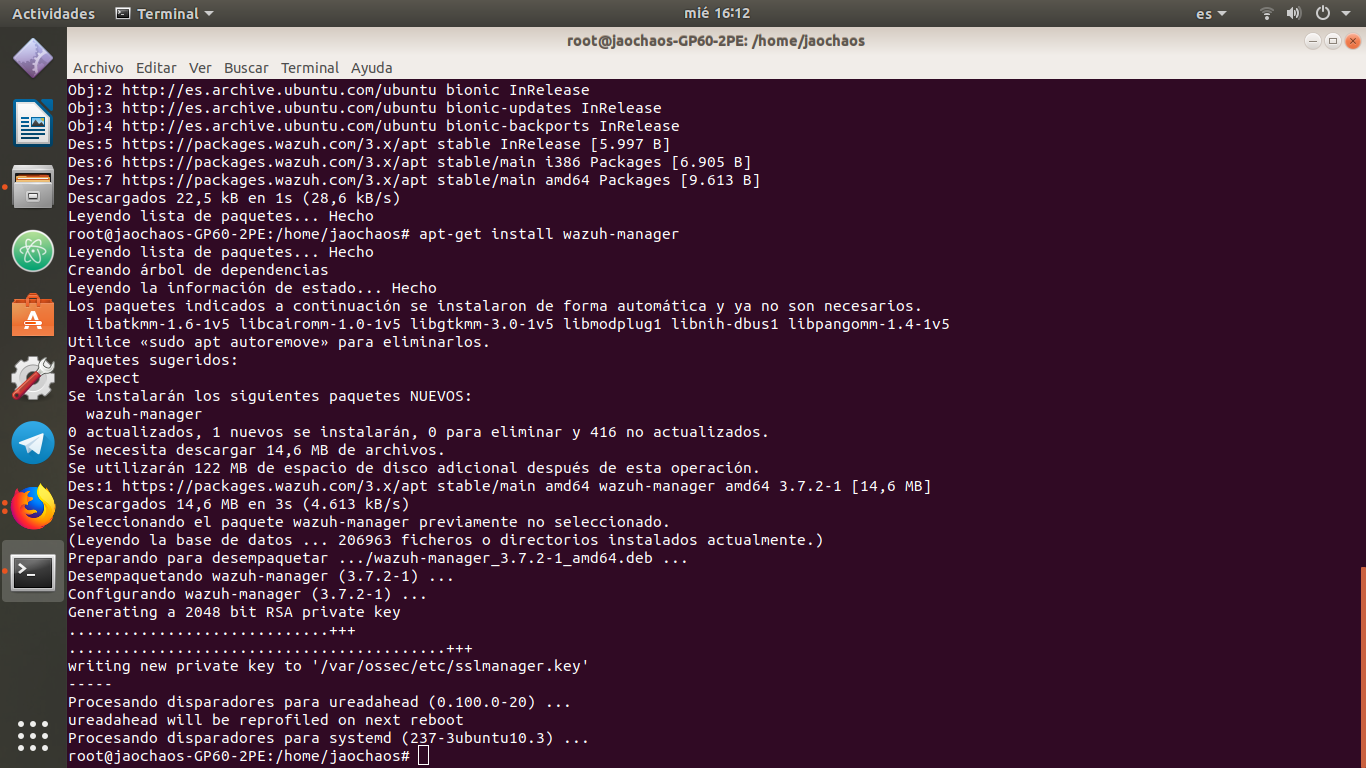 Actividades Terminal mié 16:12 es
root@jaochaos-GP60-2PE: /home/jaochaos
Archivo Editar Ver Buscar Terminal Ayuda
Obj:2 http://es.archive.ubuntu.com/ubuntu bionic InRelease
Obj:3 http://es.archive.ubuntu.com/ubuntu bionic-updates InRelease
Obj:4 http://es.archive.ubuntu.com/ubuntu bionic-backports InRelease
Des:5 https://packages.wazuh.com/3.x/apt stable InRelease [5.997 B]
Des:6 https://packages.wazuh.com/3.x/apt stable/main i386 Packages [6.905 B]
Des:7 https://packages.wazuh.com/3.x/apt stable/main amd64 Packages [9.613 B]
Descargados 22,5 kB en 1s (28,6 kB/s)
Leyendo lista de paquetes... Hecho
root@jaochaos-GP60-2PE:/home/jaochaos# apt-get install wazuh-manager
Leyendo lista de paquetes... Hecho
Creando árbol de dependencias
Leyendo la información de estado... Hecho
Los paquetes indicados a continuación se instalaron de forma automática y ya no son necesarios.
  libatkmm-1.6-1v5 libcairomm-1.0-1v5 libgtkmm-3.0-1v5 libmodplug1 libnih-dbus1 libpangomm-1.4-1v5
Utilice «sudo apt autoremove» para eliminarlos.
Paquetes sugeridos:
  expect
Se instalarán los siguientes paquetes NUEVOS:
  wazuh-manager
0 actualizados, 1 nuevos se instalarán, 0 para eliminar y 416 no actualizados.
Se necesita descargar 14,6 MB de archivos.
Se utilizarán 122 MB de espacio de disco adicional después de esta operación.
Des:1 https://packages.wazuh.com/3.x/apt stable/main amd64 wazuh-manager amd64 3.7.2-1 [14,6 MB]
Descargados 14,6 MB en 3s (4.613 kB/s)
Seleccionando el paquete wazuh-manager previamente no seleccionado.
(Leyendo la base de datos ... 206963 ficheros o directorios instalados actualmente.)
Preparando para desempaquetar .../wazuh-manager_3.7.2-1_amd64.deb ...
Desempaquetando wazuh-manager (3.7.2-1) ...
Configurando wazuh-manager (3.7.2-1) ...
Generating a 2048 bit RSA private key
.............................+++
..........................................+++
writing new private key to '/var/ossec/etc/sslmanager.key'
-----
Procesando disparadores para ureadahead (0.100.0-20) ...
ureadahead will be reprofiled on next reboot
Procesando disparadores para systemd (237-3ubuntu10.3) ...
root@jaochaos-GP60-2PE:/home/jaochaos#